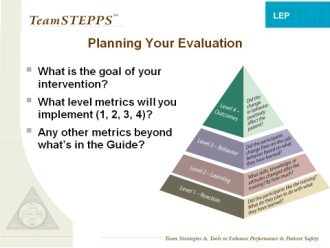 TeamSTEPPS™
LEP
Planning Your Evaluation
What is the goal of your
intervention?
What level metrics will you
implement (1, 2, 3, 4)?
Any other metrics beyond
what's in the Guide?
Level 4 -
Outcomes
Did the
change
in behavior
positively
affect the
patient?
Level 3 - Behavior
Did the participants
change their on-the-job
behaviors based on what
they have learned?
Level 2 - Learning
What skills, knowledge, or
attitudes changed after the
training? By how much?
Level 1 - Reaction
Did the participants like the training?
What do they plan to do with what
they have learned?
Team Strategies & Tools to Enhance Performance & Patient Safety